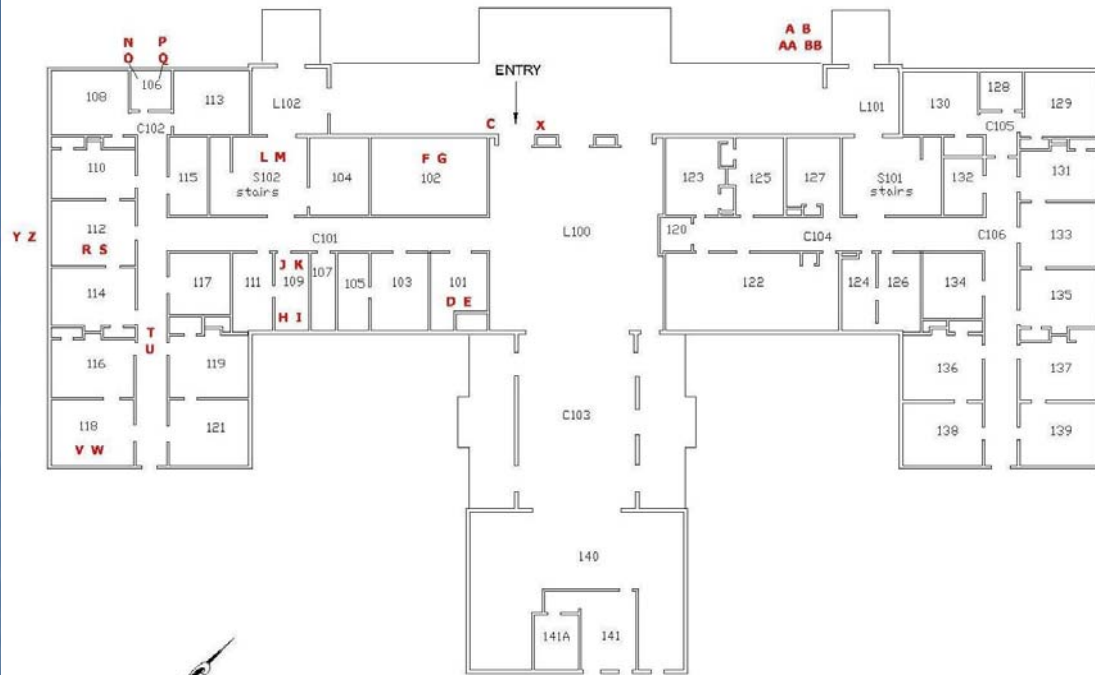 A B
N P
AA BB
O Q
ENTRY
108
106
113
L102
L101
130
128
129
C102
C105
C
X
L M
F G
110
115
S102
stairs
104
102
123
125
127
S101
stairs
132
131
Y Z
112
R S
C101
L100
120
C104
C106
133
J K
114
117
111
109
107
105
103
101
D E
H I
122
124
126
134
135
T
U
116
119
136
137
118
V W
121
C103
138
139
140
141A
141